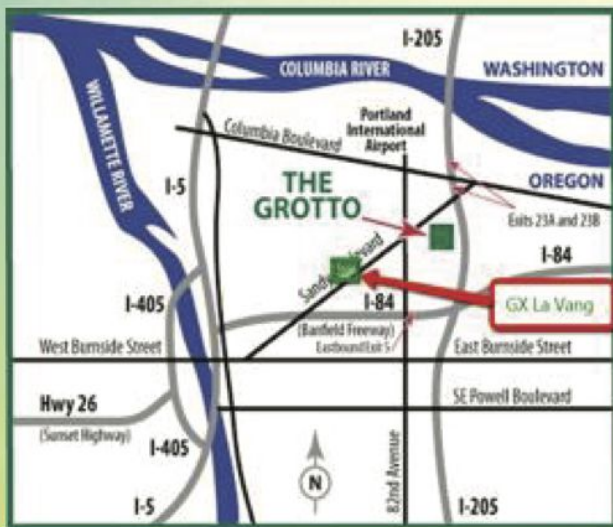 I-205
COLUMBIA RIVER
WASHINGTON
WILLAMETTE RIVER
Portland
International
Airport
Columbia Boulevard
I-5
THE
GROTTO
OREGON
Exits 23A and 23B
Sandy Boulevard
I-84
I-405
I-84
GX La Vang
(Banfield Freeway)
Eastbound Exit 5
West Burnside Street
East Burnside Street
Hwy 26
(Sunset Highway)
SE Powell Boulevard
I-405
N
82nd Avenue
I-5
I-205